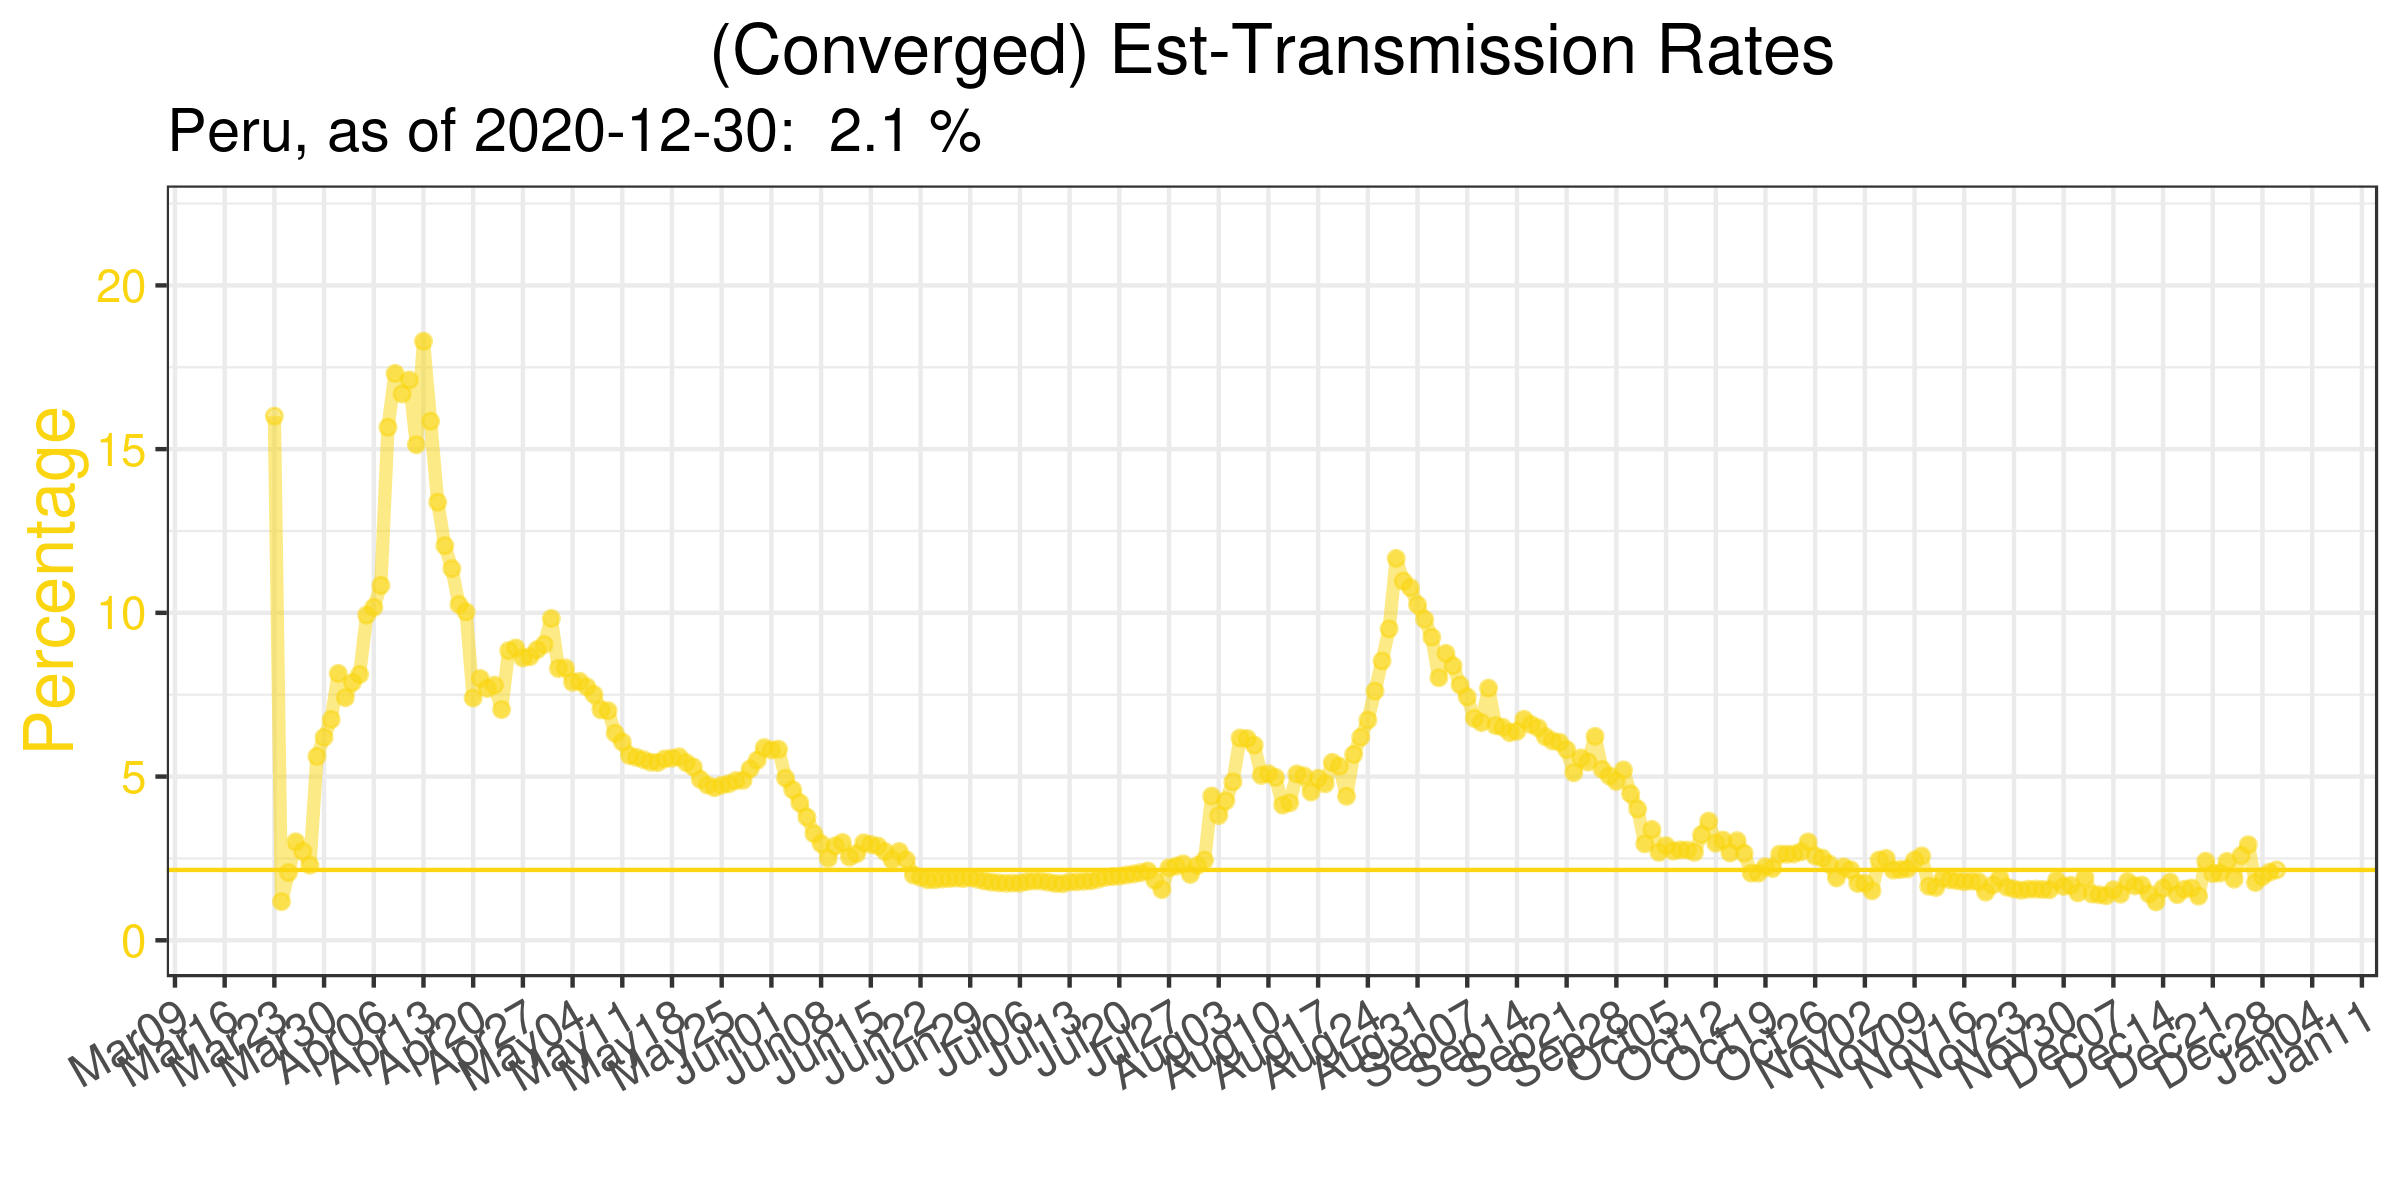 (Converged) Est-Transmission Rates
Peru, as of 2020-12-30:  2.1 %
Percentage
20
15
10
5
0
Mar09
Mar16
Mar23
Mar30
Apr06
Apr13
Apr20
Apr27
May04
May11
May18
May25
Jun01
Jun08
Jun15
Jun22
Jun29
Jul06
Jul13
Jul20
Jul27
Aug03
Aug10
Aug17
Aug24
Aug31
Sep07
Sep14
Sep21
Sep28
Oct05
Oct12
Oct19
Oct26
Nov02
Nov09
Nov16
Nov23
Nov30
Dec07
Dec14
Dec21
Dec28
Jan04
Jan11